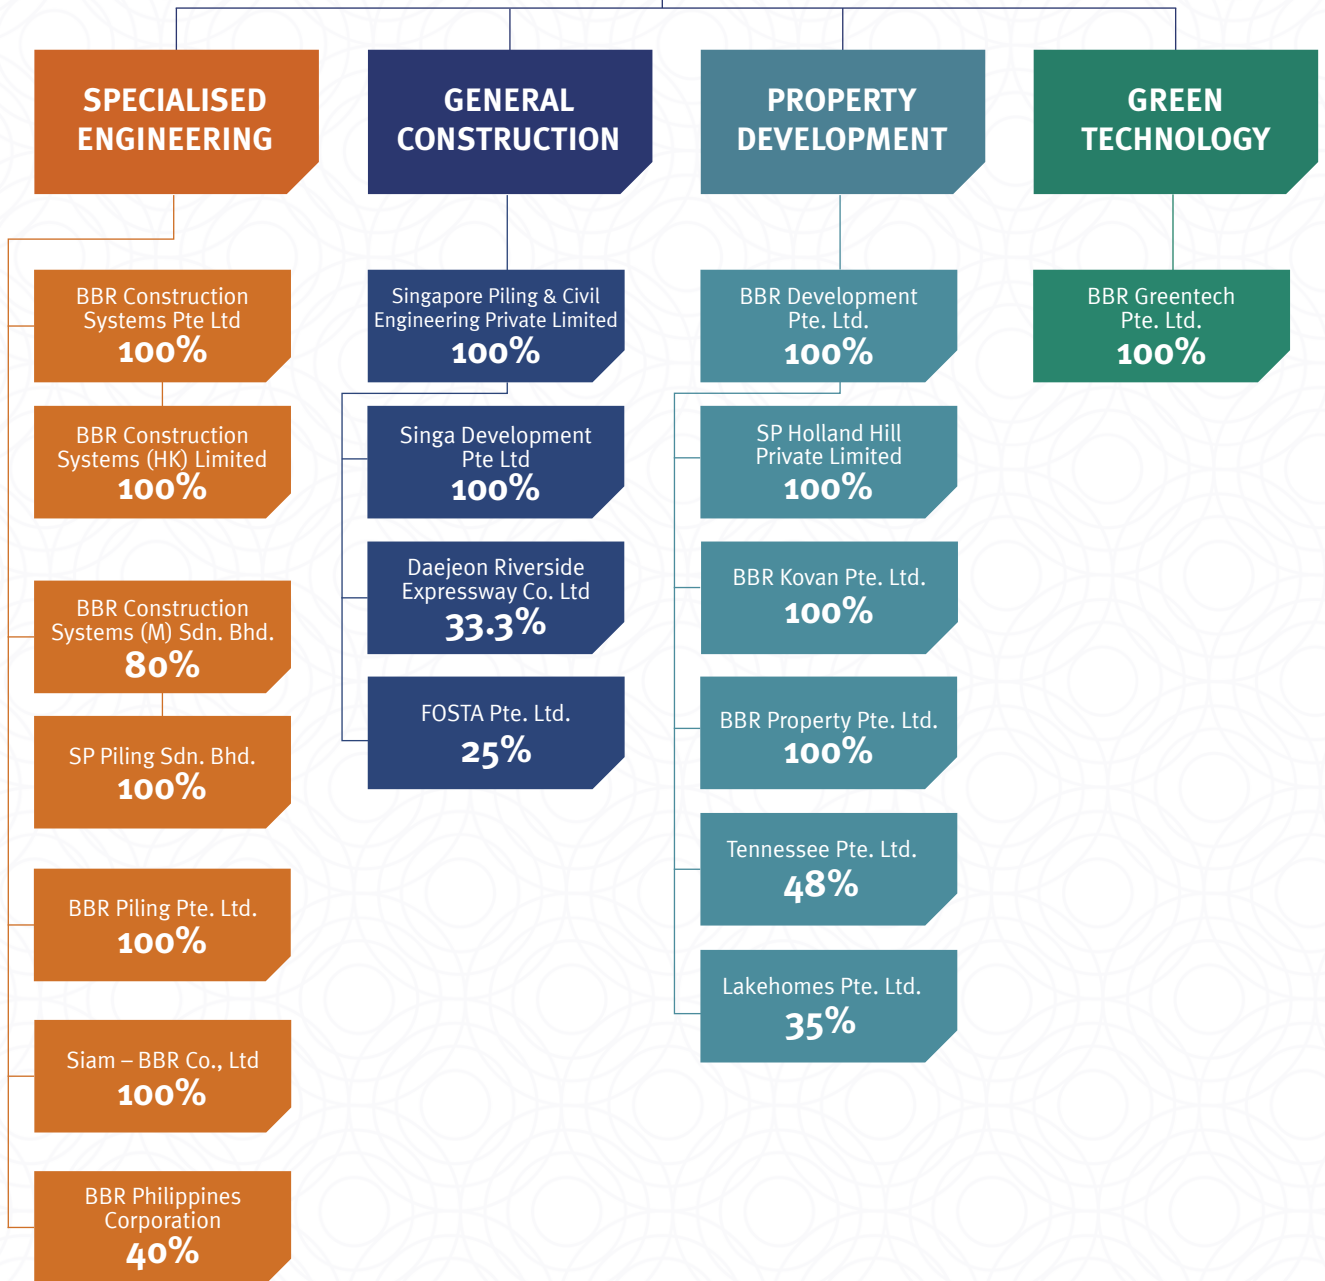 SPECIALISED
ENGINEERING
BBR Construction
Systems Pte Ltd
100%
BBR Construction
Systems (HK) Limited
100%
BBR Construction
Systems (M) Sdn. Bhd.
80%
SP Piling Sdn. Bhd.
100%
BBR Piling Pte. Ltd.
100%
Siam – BBR Co., Ltd
100%
BBR Philippines
Corporation
40%
GENERAL
CONSTRUCTION
Singapore Piling & Civil
Engineering Private Limited
100%
Singa Development
Pte Ltd
100%
Daejeon Riverside
Expressway Co. Ltd
33.3%
FOSTA Pte. Ltd.
25%
PROPERTY
DEVELOPMENT
BBR Development
Pte. Ltd.
100%
SP Holland Hill
Private Limited
100%
BBR Kovan Pte. Ltd.
100%
BBR Property Pte. Ltd.
100%
Tennessee Pte. Ltd.
48%
Lakehomes Pte. Ltd.
35%
GREEN
TECHNOLOGY
BBR Greentech
Pte. Ltd.
100%